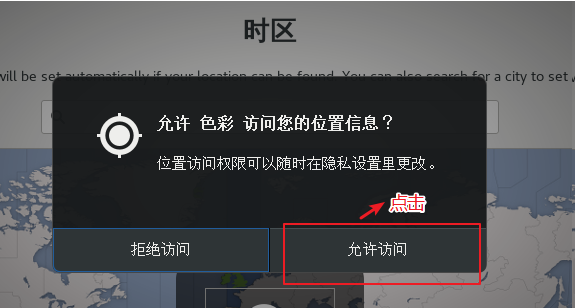 时区
will be set automatically if your location can be found. You can also search for a city to set
允许 色彩 访问您的位置信息？
位置访问权限可以随时在隐私设置里更改。
点击
拒绝访问
允许访问